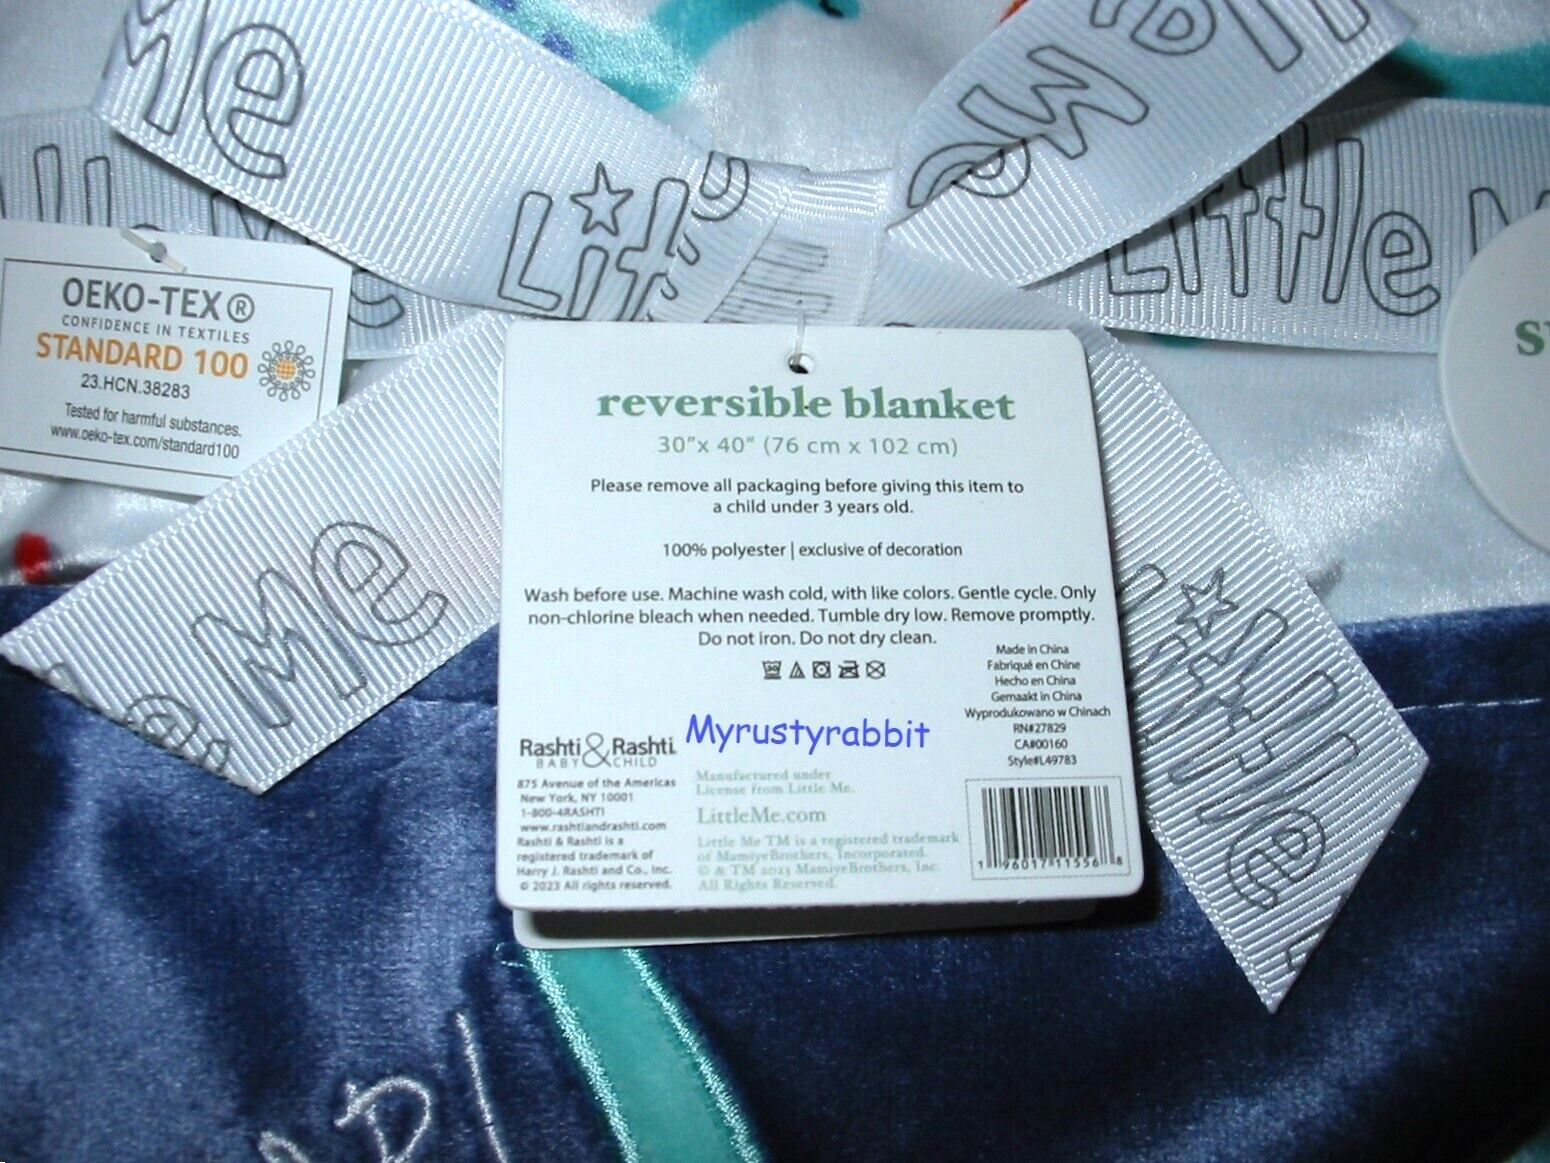 Me
Little
Me
Little
Little
Me
OEKO-TEX®
CONFIDENCE IN TEXTILES
STANDARD 100
23.HCN.38283
Tested for harmful substances.
www.oeko-tex.com/standard100
reversible blanket
30"x 40" (76 cm x 102 cm)
Please remove all packaging before giving this item to
a child under 3 years old.
100% polyester | exclusive of decoration
Wash before use. Machine wash cold, with like colors. Gentle cycle. Only
non-chlorine bleach when needed. Tumble dry low. Remove promptly.
Do not iron. Do not dry clean.
Made in China
Fabriqué en Chine
Hecho en China
Gemaakt in China
Wyprodukowano w Chinach
RN#27829
CA#00160
Style#L49783
Myrustyrabbit
Rashti & Rashti
BABY & CHILD
875 Avenue of the Americas
New York, NY 10001
1-800-4RASHTI
www.rashtiandrashti.com
Rashti & Rashti is a
registered trademark of
Harry J. Rashti and Co., Inc.
© 2023 All rights reserved.
Manufactured under
License from Little Me.
LittleMe.com
Little Me TM is a registered trademark
of MamiyeBrothers, Incorporated.
© & TM 2023 MamiyeBrothers, Inc.
All Rights Reserved.
1 96017 11556 8
Me
Little